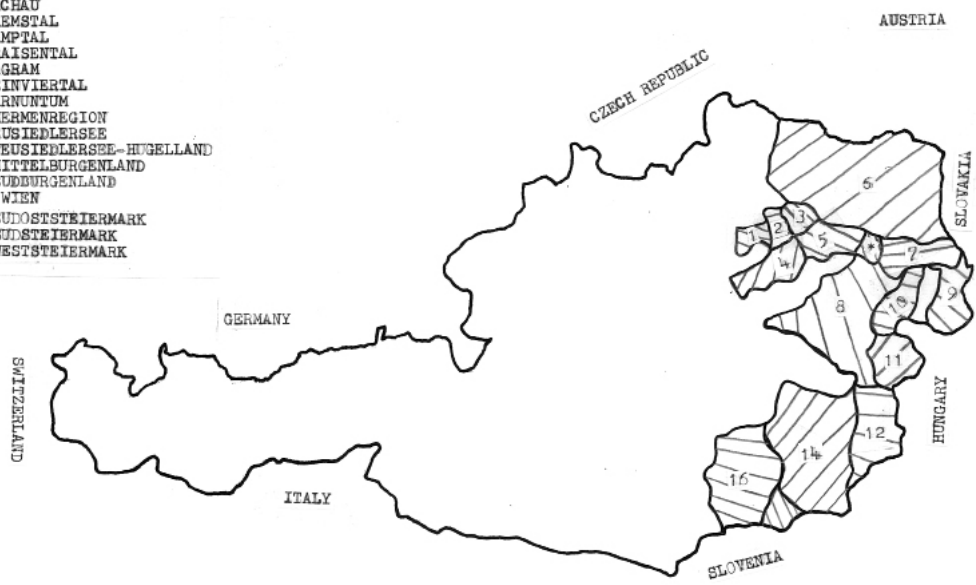 CHAU
EMSTAL
MPTAL
AISENTAL
GRAM
INVIERTAL
RNUNTUM
ERMENREGION
USIEDLERSEE
EUSIEDLERSEE-HUGELLAND
ITTELBURGENLAND
UDBURGENLAND
WIEN
UDOSTSTEIERMARK
UDSTEIERMARK
ESTSTEIERMARK
AUSTRIA
CZECH REPUBLIC
SLOVAKIA
GERMANY
SWITZERLAND
ITALY
SLOVENIA
HUNGARY
6
3
1
2
5
*
7
4
9
10
8
11
12
14
16